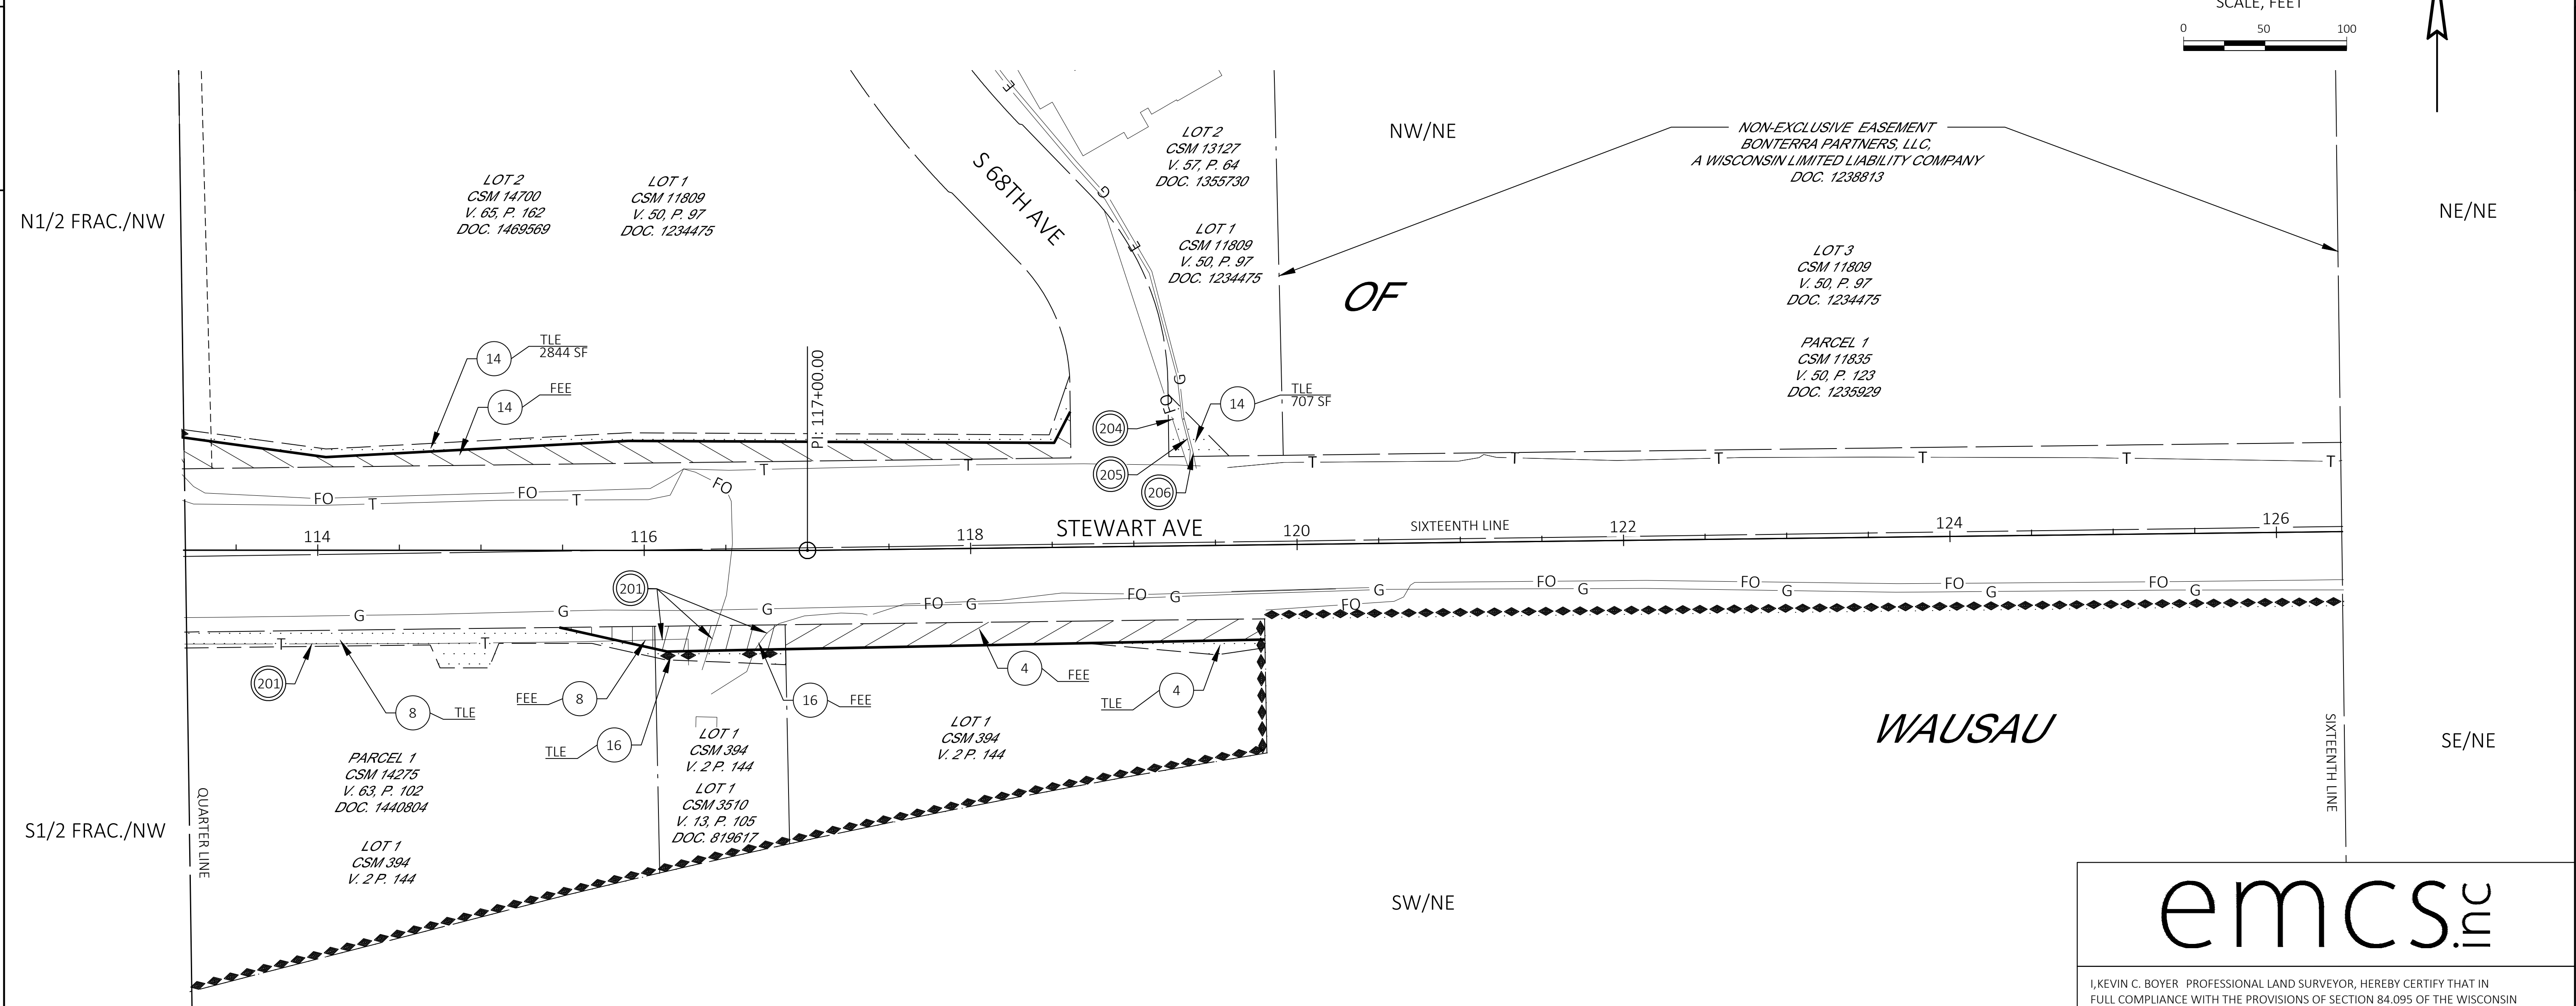 SCALE, FEET
0 50 100
N1/2 FRAC./NW
LOT 2
CSM 14700
V. 65, P. 162
DOC. 1469569
LOT 1
CSM 11809
V. 50, P. 97
DOC. 1234475
S 68TH AVE
E
G
E
G
FO
LOT 2
CSM 13127
V. 57, P. 64
DOC. 1355730
LOT 1
CSM 11809
V. 50, P. 97
DOC. 1234475
NW/NE
NON-EXCLUSIVE EASEMENT
BONTERRA PARTNERS, LLC,
A WISCONSIN LIMITED LIABILITY COMPANY
DOC. 1238813
NE/NE
OF
LOT 3
CSM 11809
V. 50, P. 97
DOC. 1234475
PARCEL 1
CSM 11835
V. 50, P. 123
DOC. 1235929
14 TLE
2844 SF
14 FEE
PI: 117+00.00
14 TLE
707 SF
204
205
206
T T T T T T T T
FO FO FO
T T
STEWART AVE
SIXTEENTH LINE
114 116 118 120 122 124 126
201
G G G FO G FO G FO G FO G FO G FO G FO G
T T
201
8 TLE
FEE 8
TLE 16
16 FEE
4 FEE
TLE 4
PARCEL 1
CSM 14275
V. 63, P. 102
DOC. 1440804
LOT 1
CSM 394
V. 2 P. 144
LOT 1
CSM 394
V. 2 P. 144
LOT 1
CSM 3510
V. 13, P. 105
DOC. 819617
LOT 1
CSM 394
V. 2 P. 144
WAUSAU
SIXTEENTH LINE
SE/NE
QUARTER LINE
S1/2 FRAC./NW
SW/NE
emcs inc
I,KEVIN C. BOYER PROFESSIONAL LAND SURVEYOR, HEREBY CERTIFY THAT IN
FULL COMPLIANCE WITH THE PROVISIONS OF SECTION 84.095 OF THE WISCONSIN